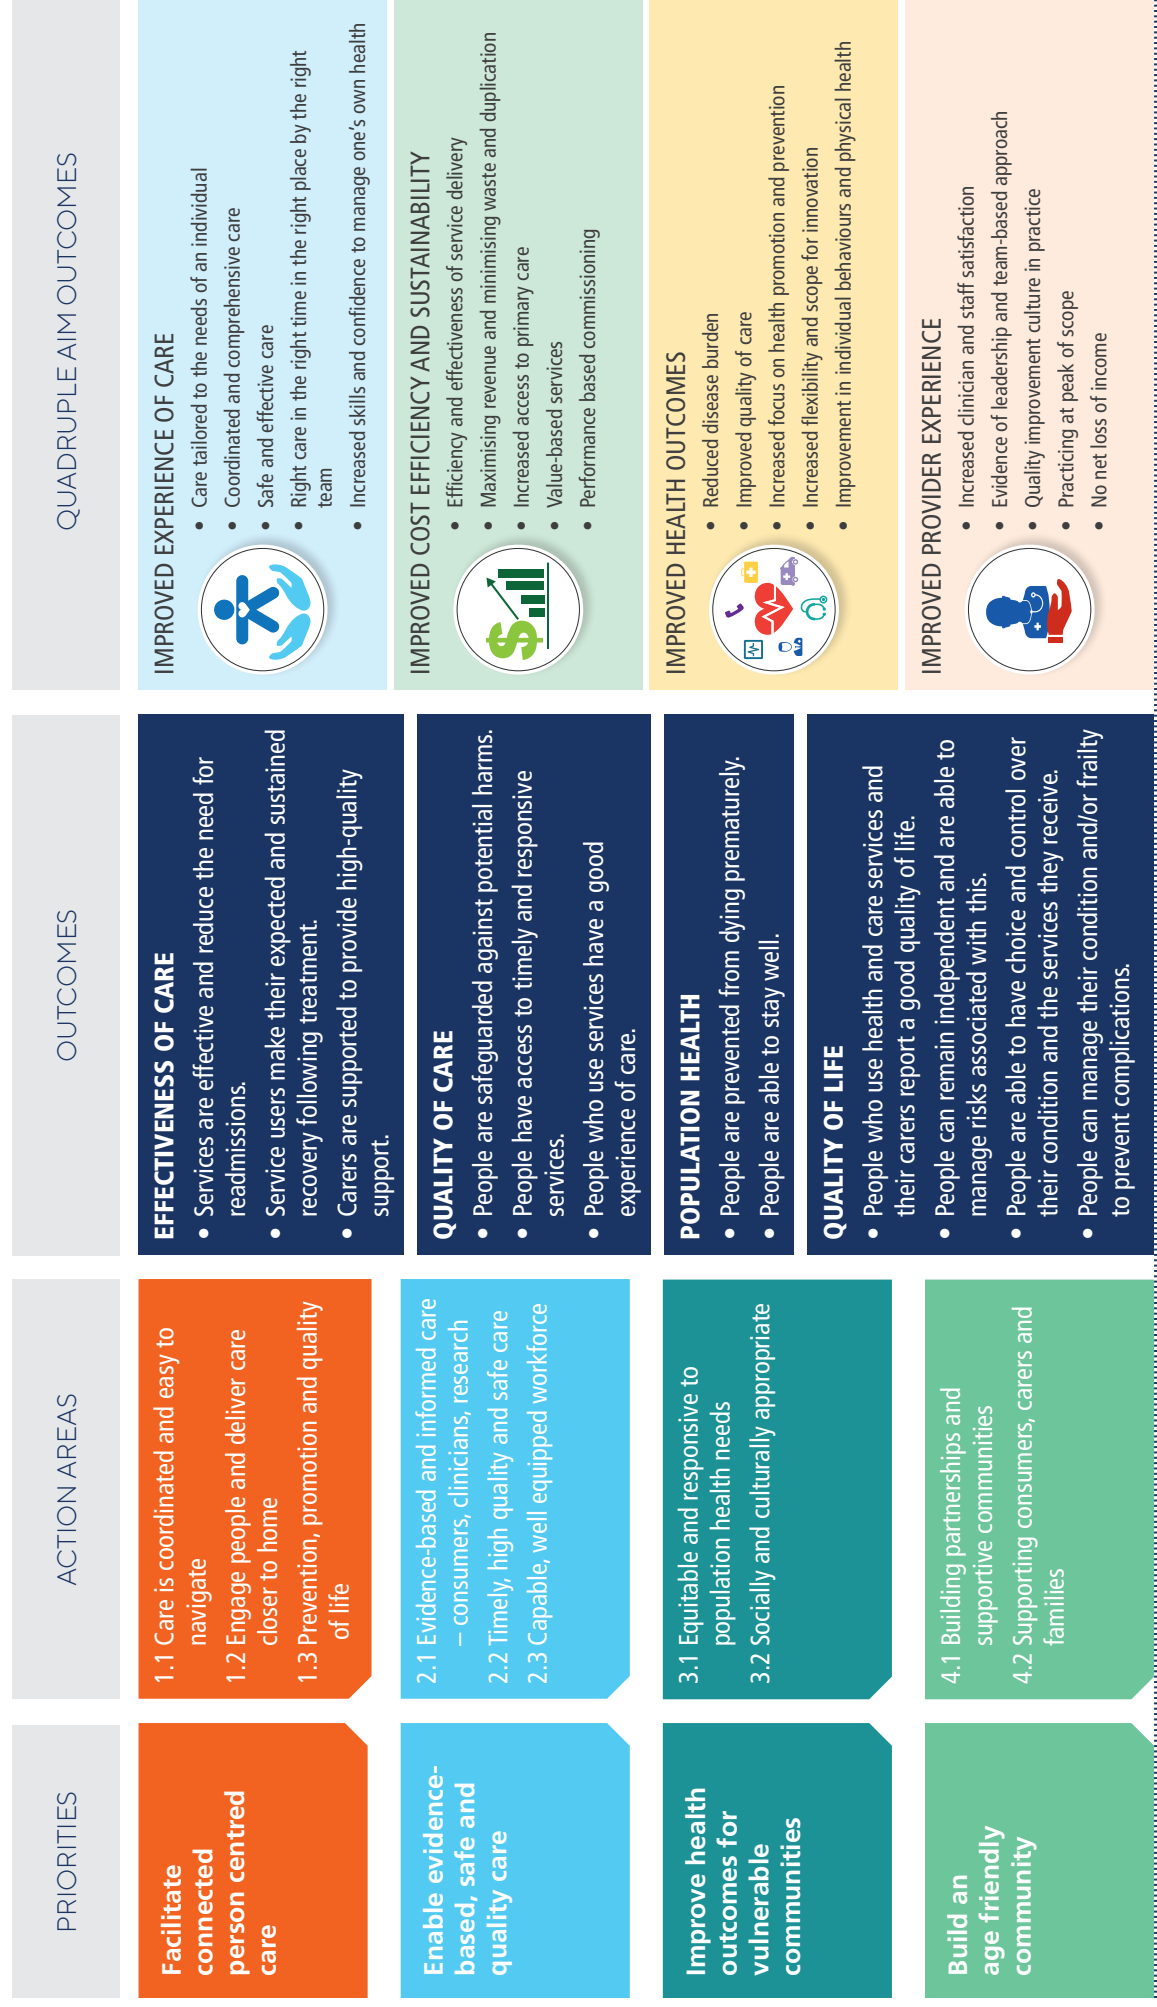 PRIORITIES
Facilitate
connected
person centred
care
Enable evidence-
based, safe and
quality care
Improve health
outcomes for
vulnerable
communities
Build an
age friendly
community
ACTION AREAS
1.1 Care is coordinated and easy to
navigate
1.2 Engage people and deliver care
closer to home
1.3 Prevention, promotion and quality
of life
2.1 Evidence-based and informed care
– consumers, clinicians, research
2.2 Timely, high quality and safe care
2.3 Capable, well equipped workforce
3.1 Equitable and responsive to
population health needs
3.2 Socially and culturally appropriate
4.1 Building partnerships and
supportive communities
4.2 Supporting consumers, carers and
families
OUTCOMES
EFFECTIVENESS OF CARE
• Services are effective and reduce the need for
readmissions.
• Service users make their expected and sustained
recovery following treatment.
• Carers are supported to provide high-quality
support.
QUALITY OF CARE
• People are safeguarded against potential harms.
• People have access to timely and responsive
services.
• People who use services have a good
experience of care.
POPULATION HEALTH
• People are prevented from dying prematurely.
• People are able to stay well.
QUALITY OF LIFE
• People who use health and care services and
their carers report a good quality of life.
• People can remain independent and are able to
manage risks associated with this.
• People are able to have choice and control over
their condition and the services they receive.
• People can manage their condition and/or frailty
to prevent complications.
QUADRUPLE AIM OUTCOMES
IMPROVED EXPERIENCE OF CARE
• Care tailored to the needs of an individual
• Coordinated and comprehensive care
• Safe and effective care
• Right care in the right time in the right place by the right
team
• Increased skills and confidence to manage one's own health
IMPROVED COST EFFICIENCY AND SUSTAINABILITY
• Efficiency and effectiveness of service delivery
• Maximising revenue and minimising waste and duplication
• Increased access to primary care
• Value-based services
• Performance based commissioning
$
IMPROVED HEALTH OUTCOMES
• Reduced disease burden
• Improved quality of care
• Increased focus on health promotion and prevention
• Increased flexibility and scope for innovation
• Improvement in individual behaviours and physical health
IMPROVED PROVIDER EXPERIENCE
• Increased clinician and staff satisfaction
• Evidence of leadership and team-based approach
• Quality improvement culture in practice
• Practicing at peak of scope
• No net loss of income